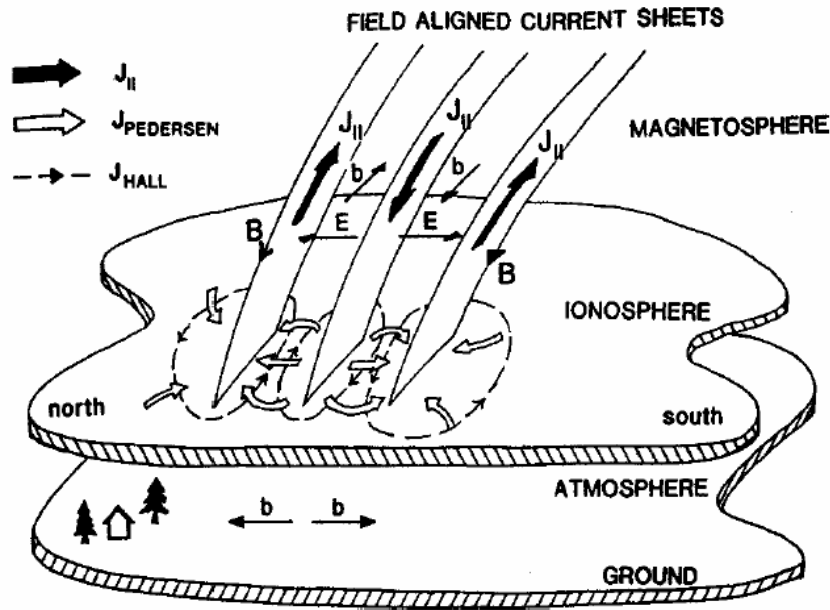 FIELD ALIGNED CURRENT SHEETS
J||
JPEDERSEN
JHALL
MAGNETOSPHERE
J||
J||
J||
b
b
B
E
E
B
IONOSPHERE
north
south
ATMOSPHERE
b
b
GROUND